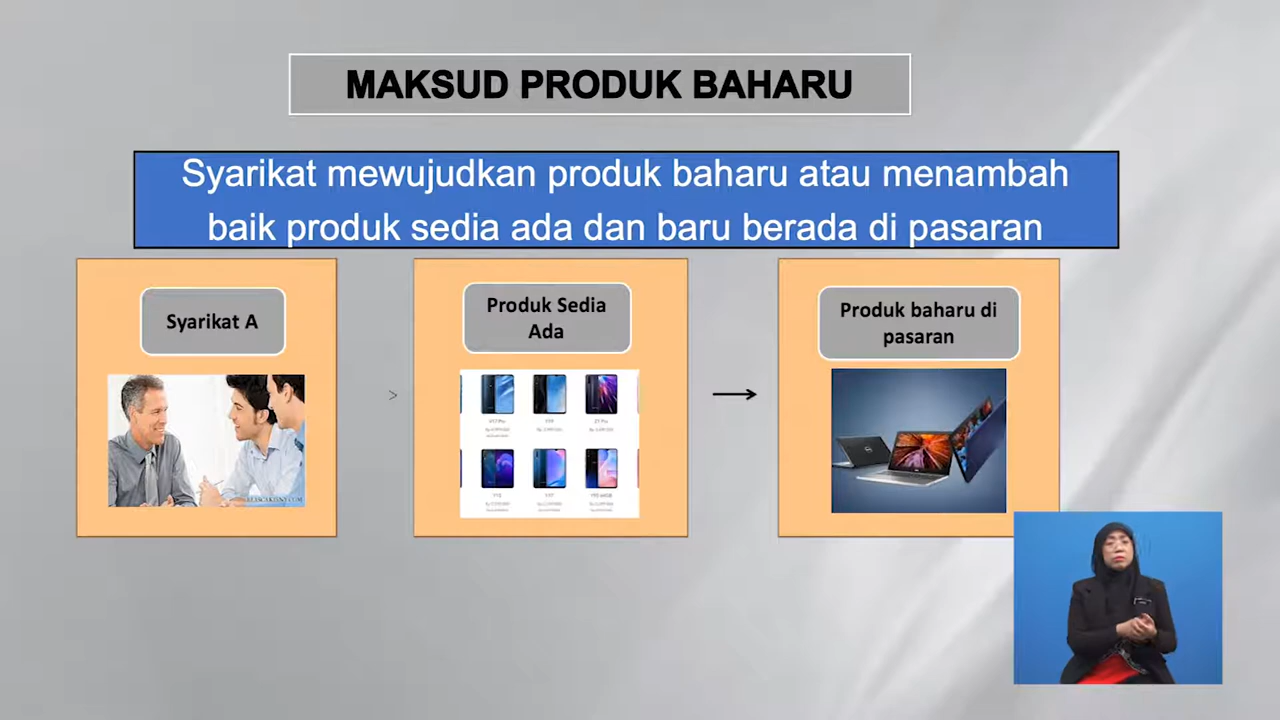 MAKSUD PRODUK BAHARU
Syarikat mewujudkan produk baharu atau menambah
baik produk sedia ada dan baru berada di pasaran
Syarikat A
Produk Sedia
Ada
Produk baharu di
pasaran